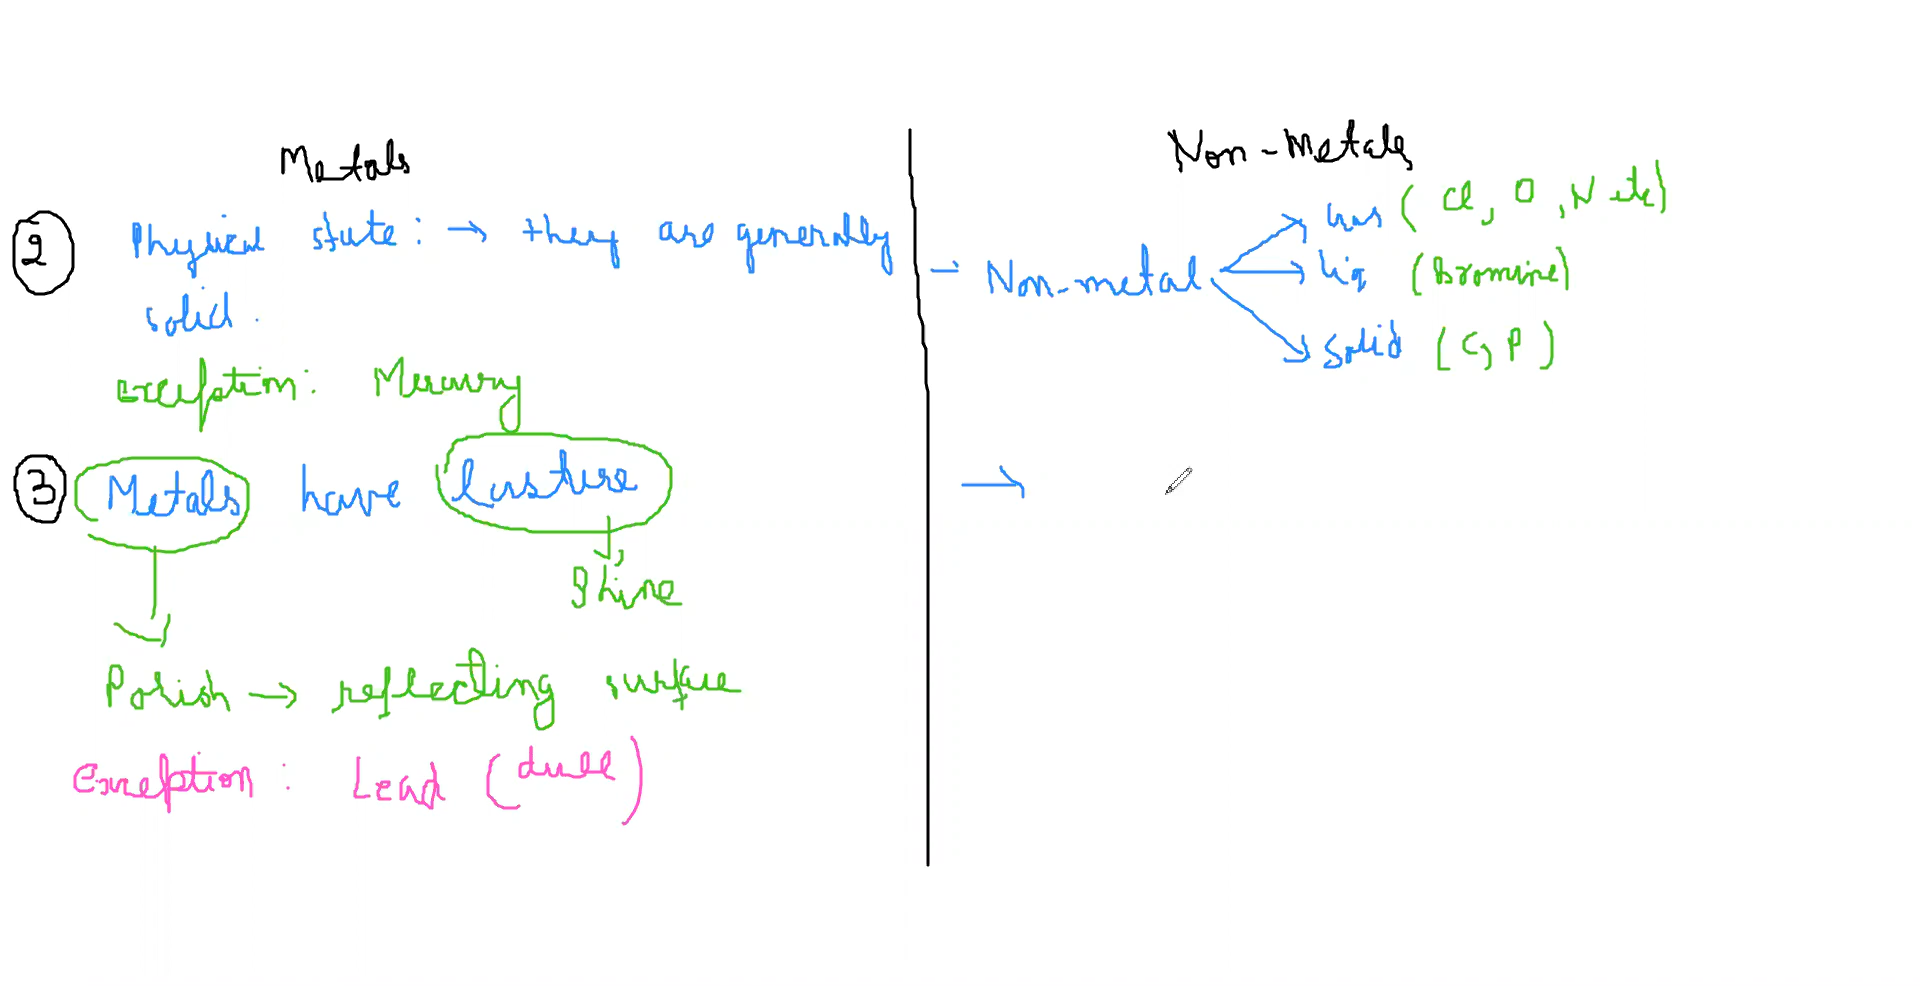 Metals
② Physical state : → they are generally
solid.
exception : Mercury
③ Metals have lusture
Shine
Polish → reflecting surface
Exception : Lead (dull)
Non-Metals
- Non-metal
Gas (Cl, O, N etc)
Liq (Bromine)
Solid (C, P)
→